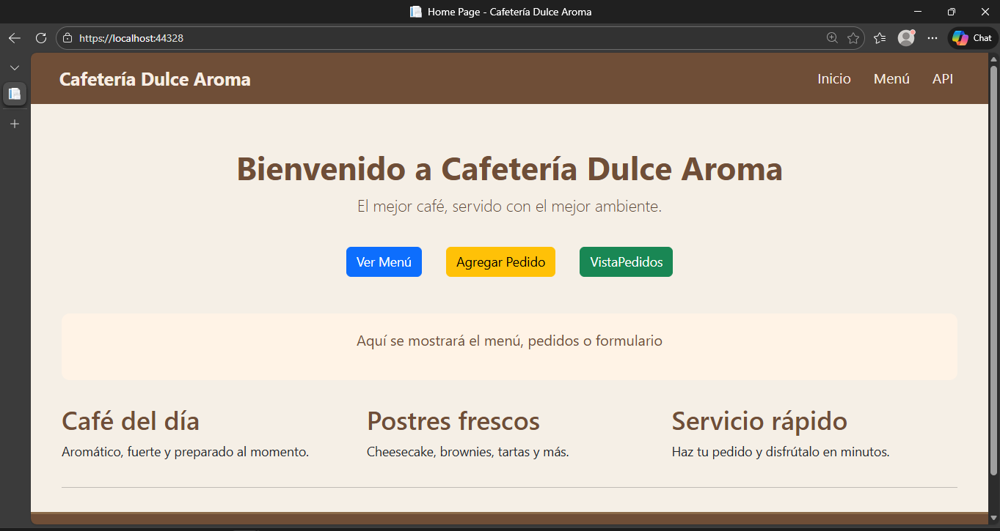 Home Page - Cafetería Dulce Aroma
https://localhost:44328
Chat
Cafetería Dulce Aroma
Inicio Menú API
Bienvenido a Cafetería Dulce Aroma
El mejor café, servido con el mejor ambiente.
Ver Menú Agregar Pedido VistaPedidos
Aquí se mostrará el menú, pedidos o formulario
Café del día Postres frescos Servicio rápido
Aromático, fuerte y preparado al momento. Cheesecake, brownies, tartas y más. Haz tu pedido y disfrútalo en minutos.